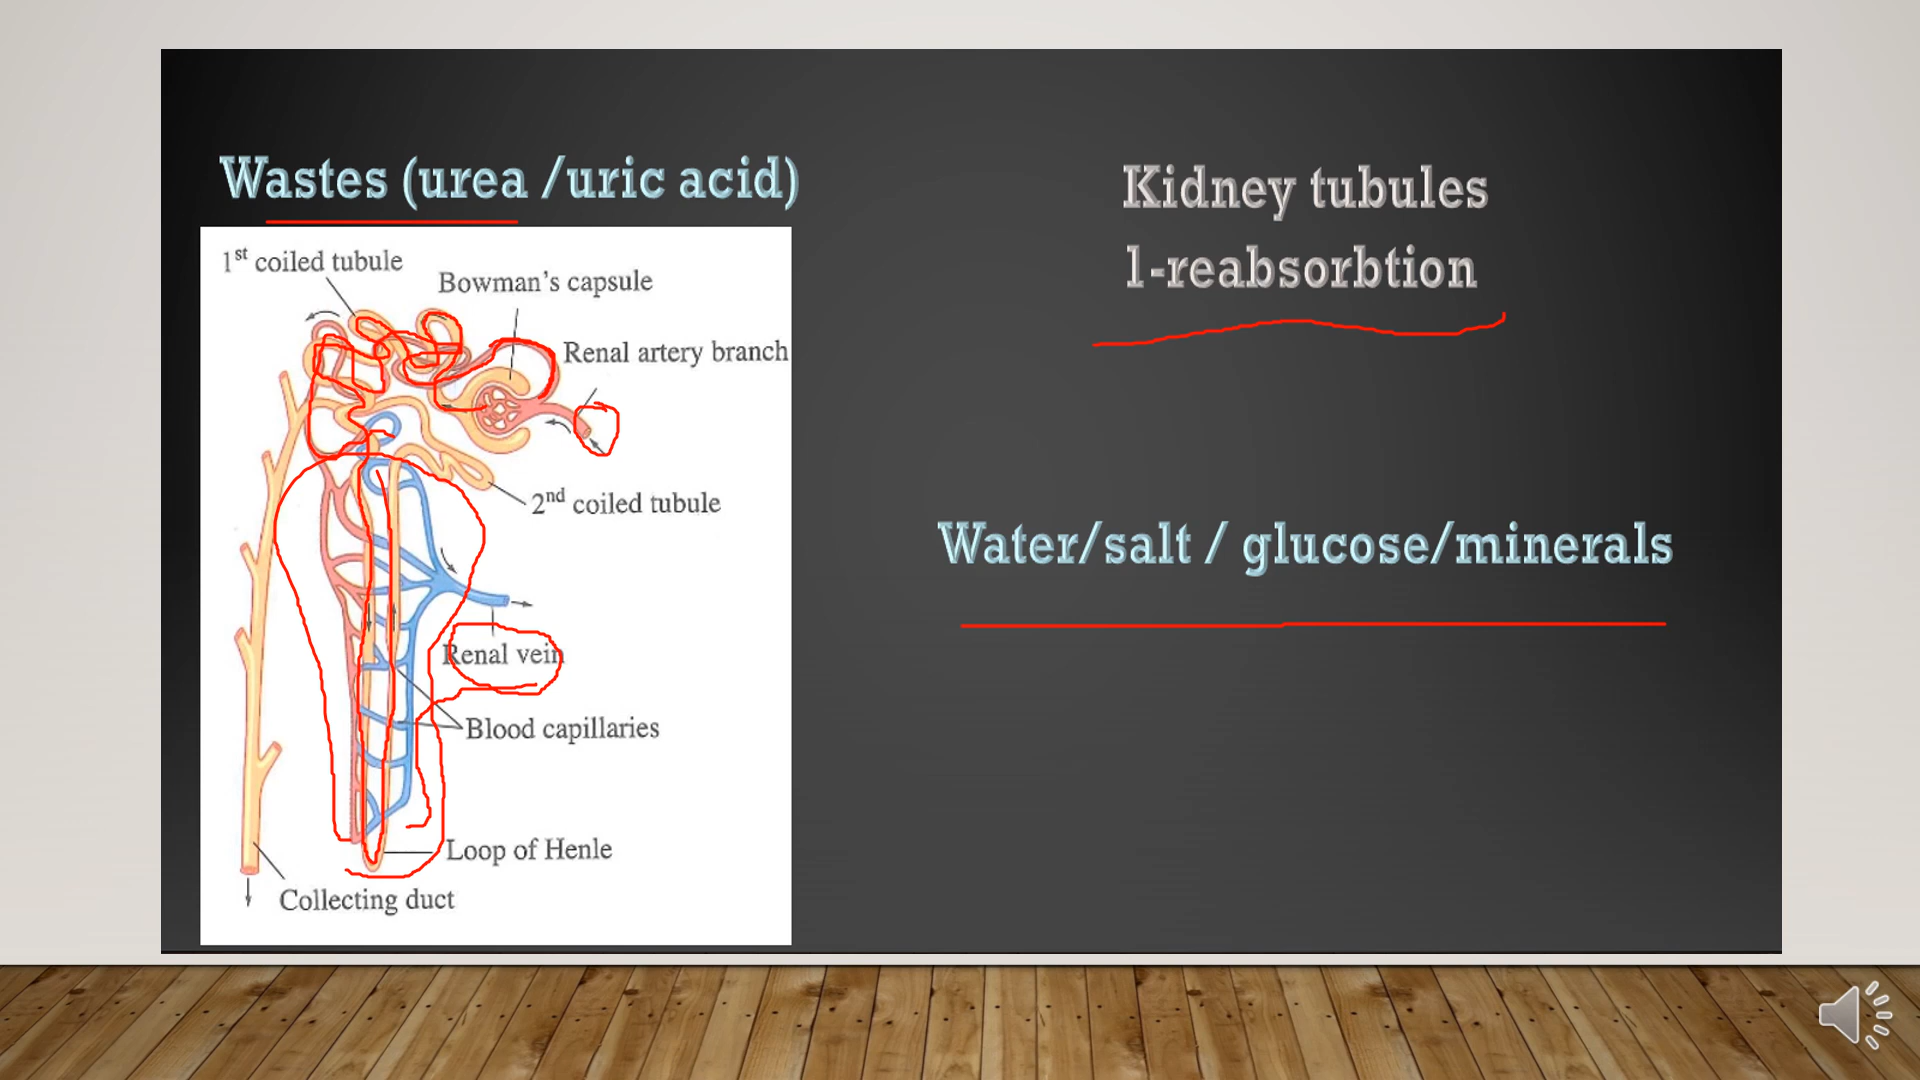 Wastes (urea /uric acid)
1st coiled tubule
Bowman's capsule
Renal artery branch
2nd coiled tubule
Renal vein
Blood capillaries
Loop of Henle
Collecting duct
Kidney tubules
1-reabsorbtion
Water/salt / glucose/minerals